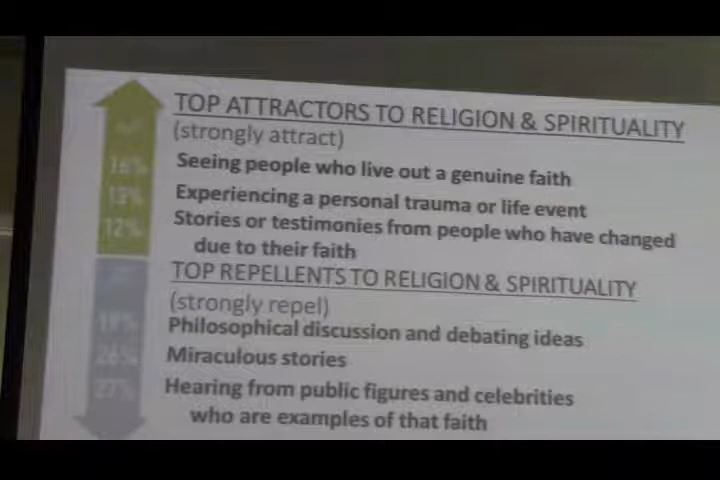 TOP ATTRACTORS TO RELIGION & SPIRITUALITY
(strongly attract)
16% Seeing people who live out a genuine faith
13% Experiencing a personal trauma or life event
12% Stories or testimonies from people who have changed
due to their faith
TOP REPELLENTS TO RELIGION & SPIRITUALITY
(strongly repel)
19% Philosophical discussion and debating ideas
26% Miraculous stories
27% Hearing from public figures and celebrities
who are examples of that faith